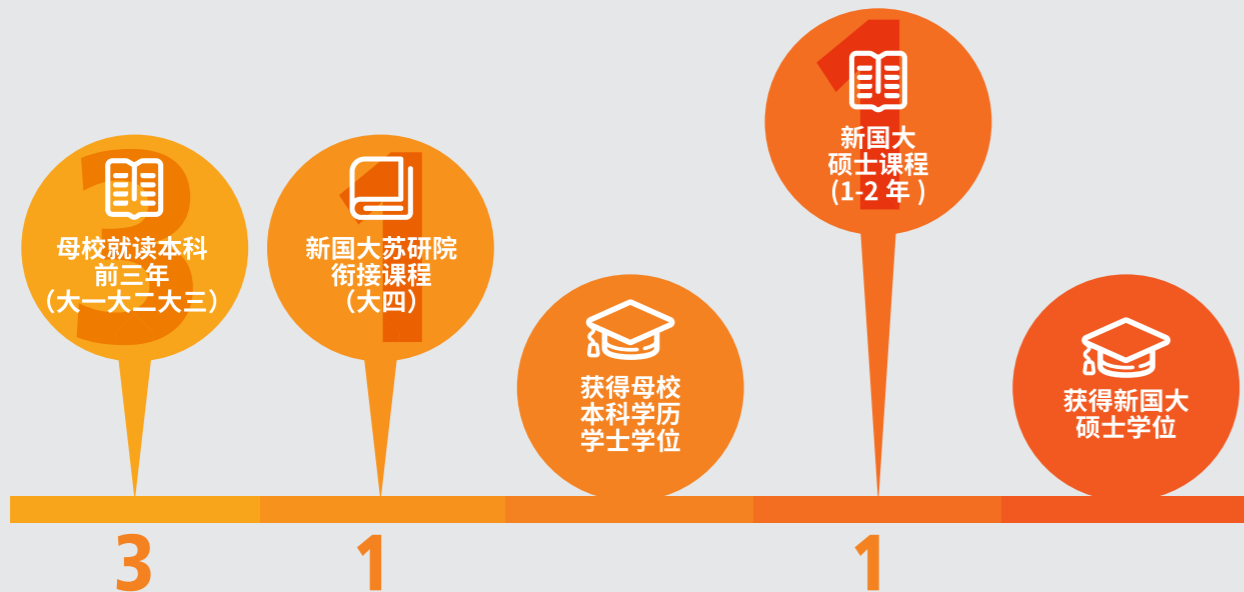 3
母校就读本科
前三年
（大一大二大三）
3
1
新国大苏研院
衔接课程
（大四）
1
获得母校
本科学历
学士学位
1
新国大
硕士课程
(1-2 年 )
1
获得新国大
硕士学位